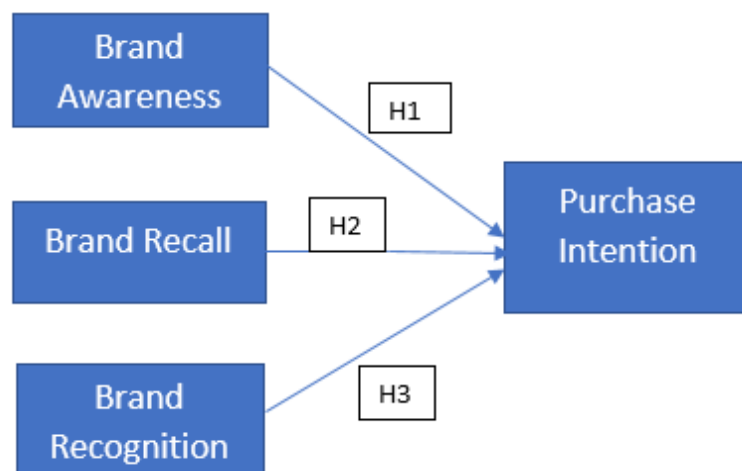 Brand
Awareness
H1
Purchase
Intention
Brand Recall
H2
H3
Brand
Recognition